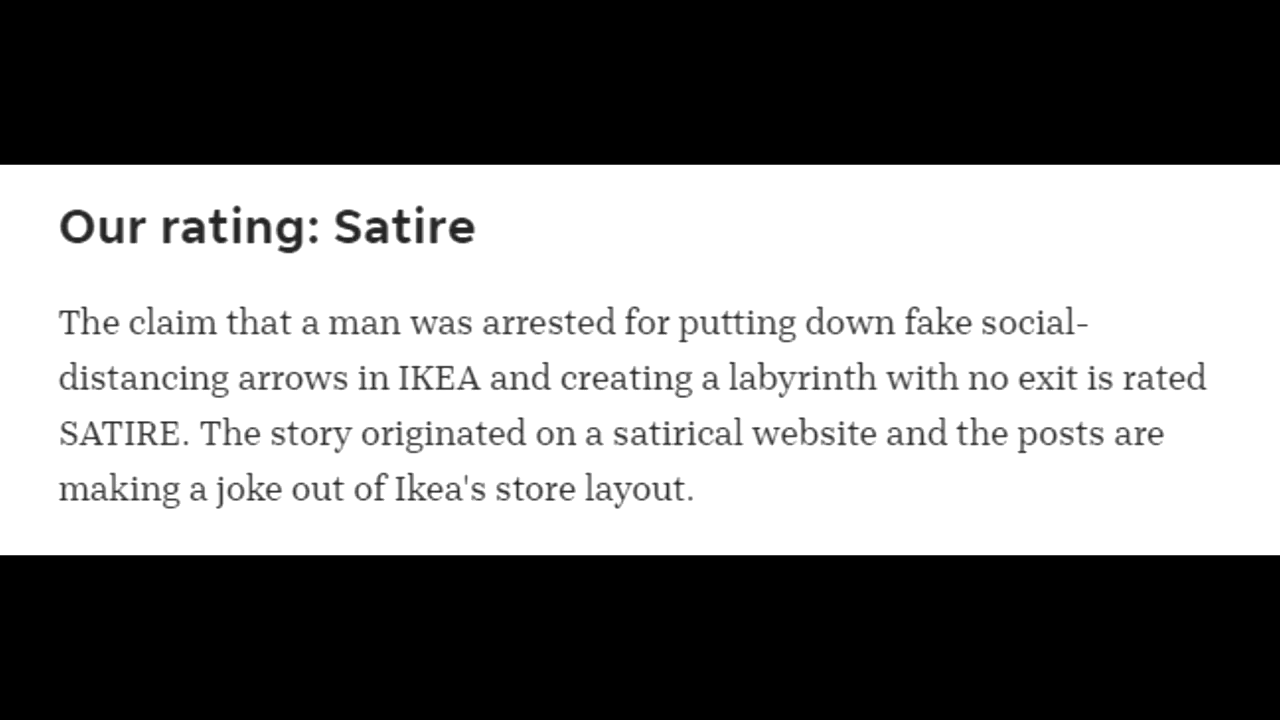 Our rating: Satire
The claim that a man was arrested for putting down fake social-
distancing arrows in IKEA and creating a labyrinth with no exit is rated
SATIRE. The story originated on a satirical website and the posts are
making a joke out of Ikea's store layout.